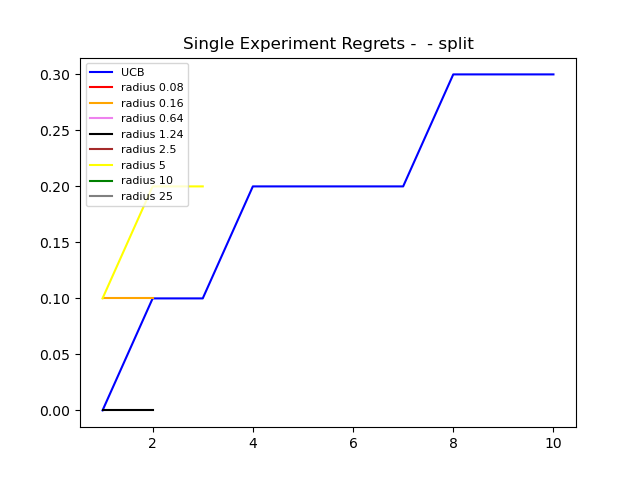 Single Experiment Regrets -  - split
0.30
0.25
0.20
0.15
0.10
0.05
0.00
UCB
radius 0.08
radius 0.16
radius 0.64
radius 1.24
radius 2.5
radius 5
radius 10
radius 25
2
4
6
8
10